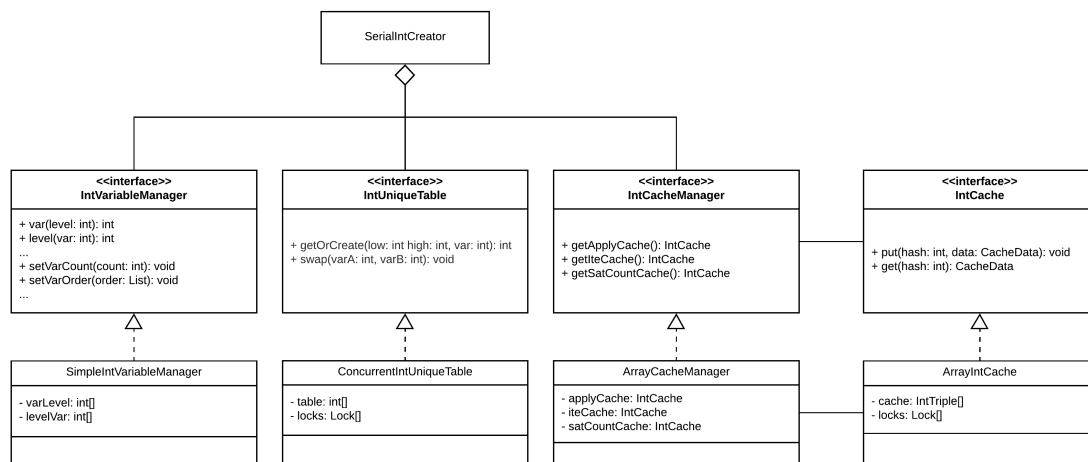 SerialIntCreator
<<interface>>
IntVariableManager
+ var(level: int): int
+ level(var: int): int
...
+ setVarCount(count: int): void
+ setVarOrder(order: List): void
...
<<interface>>
IntUniqueTable
+ getOrCreate(low: int high: int, var: int): int
+ swap(varA: int, varB: int): void
<<interface>>
IntCacheManager
+ getApplyCache(): IntCache
+ getIteCache(): IntCache
+ getSatCountCache(): IntCache
<<interface>>
IntCache
+ put(hash: int, data: CacheData): void
+ get(hash: int): CacheData
SimpleIntVariableManager
- varLevel: int[]
- levelVar: int[]
ConcurrentIntUniqueTable
- table: int[]
- locks: Lock[]
ArrayCacheManager
- applyCache: IntCache
- iteCache: IntCache
- satCountCache: IntCache
ArrayIntCache
- cache: IntTriple[]
- locks: Lock[]